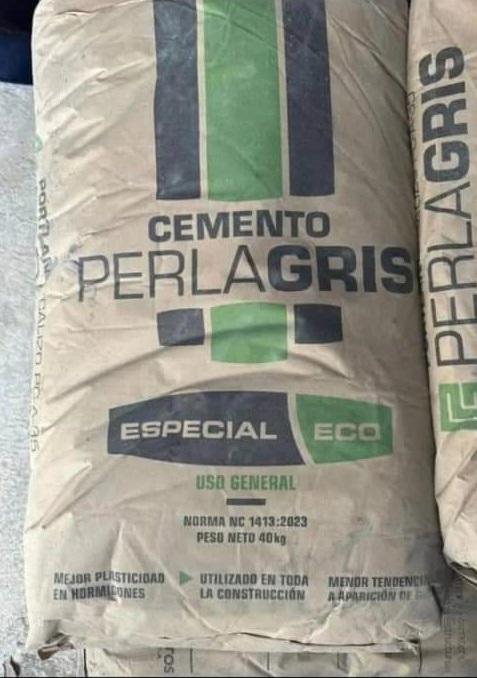 CEMENTO
PERLAGRIS
ESPECIAL ECO
USO GENERAL
NORMA NC 1413:2023
PESO NETO 40kg
MEJOR PLASTICIDAD
EN HORMIGONES
UTILIZADO EN TODA
LA CONSTRUCCIÓN
MENOR TENDENCI
A APARICIÓN DE
PERLAGRIS